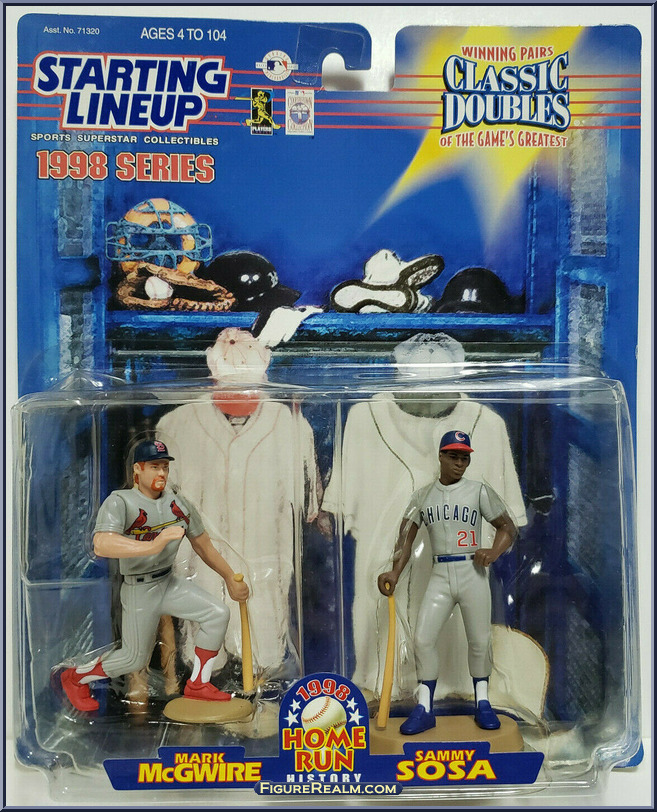 Asst. No. 71320
AGES 4 TO 104
STARTING
LINEUP
SPORTS SUPERSTAR COLLECTIBLES
1998 SERIES
PLAYERS
WINNING PAIRS
CLASSIC
DOUBLES
OF THE GAME'S GREATEST
C
CHICAGO
21
1998
HOME
RUN
HISTORY
MARK
McGWIRE
SAMMY
SOSA
FIGUREREALM.COM